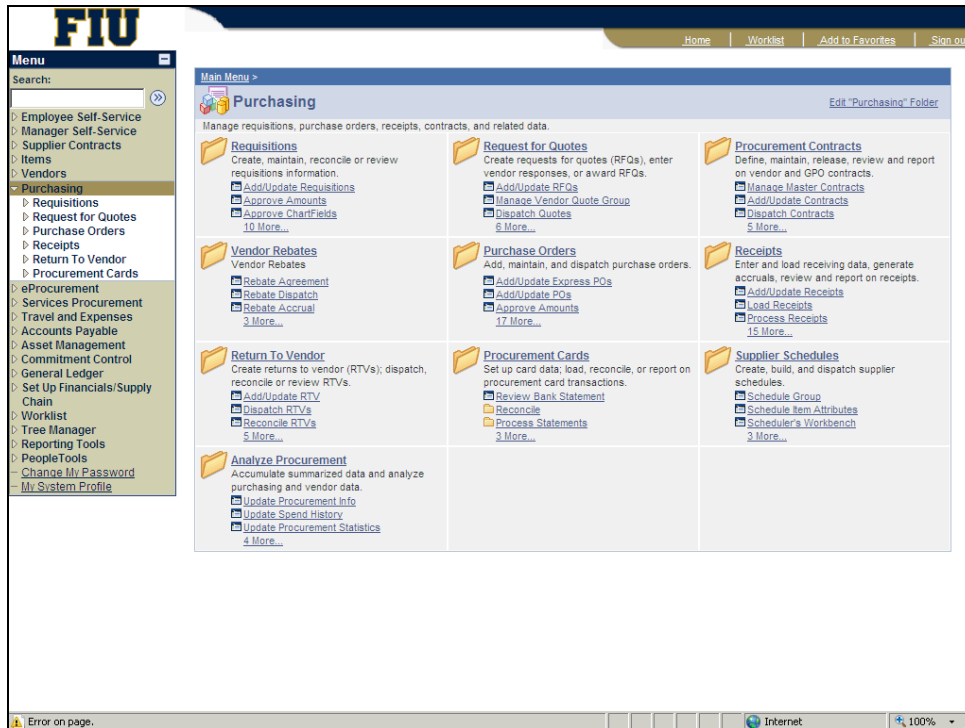 FIU
Home
Worklist
Add to Favorites
Sign ou
Menu
Search:
Employee Self-Service
Manager Self-Service
Supplier Contracts
Items
Vendors
Purchasing
Requisitions
Request for Quotes
Purchase Orders
Receipts
Return To Vendor
Procurement Cards
eProcurement
Services Procurement
Travel and Expenses
Accounts Payable
Asset Management
Commitment Control
General Ledger
Set Up Financials/Supply
Chain
Worklist
Tree Manager
Reporting Tools
PeopleTools
Change My Password
My System Profile
Main Menu >
Purchasing
Edit "Purchasing" Folder
Manage requisitions, purchase orders, receipts, contracts, and related data.
Requisitions
Create, maintain, reconcile or review
requisitions information.
Add/Update Requisitions
Approve Amounts
Approve ChartFields
10 More...
Request for Quotes
Create requests for quotes (RFQs), enter
vendor responses, or award RFQs.
Add/Update RFQs
Manage Vendor Quote Group
Dispatch Quotes
6 More...
Procurement Contracts
Define, maintain, release, review and report
on vendor and GPO contracts.
Manage Master Contracts
Add/Update Contracts
Dispatch Contracts
5 More...
Vendor Rebates
Vendor Rebates
Rebate Agreement
Rebate Dispatch
Rebate Accrual
3 More...
Purchase Orders
Add, maintain, and dispatch purchase orders.
Add/Update Express POs
Add/Update POs
Approve Amounts
17 More...
Receipts
Enter and load receiving data, generate
accruals, review and report on receipts.
Add/Update Receipts
Load Receipts
Process Receipts
15 More...
Return To Vendor
Create returns to vendor (RTVs); dispatch,
reconcile or review RTVs.
Add/Update RTV
Dispatch RTVs
Reconcile RTVs
5 More...
Procurement Cards
Set up card data; load, reconcile, or report on
procurement card transactions.
Review Bank Statement
Reconcile
Process Statements
3 More...
Supplier Schedules
Create, build, and dispatch supplier
schedules.
Schedule Group
Schedule Item Attributes
Scheduler's Workbench
3 More...
Analyze Procurement
Accumulate summarized data and analyze
purchasing and vendor data.
Update Procurement Info
Update Spend History
Update Procurement Statistics
4 More...
Error on page.
Internet
100%